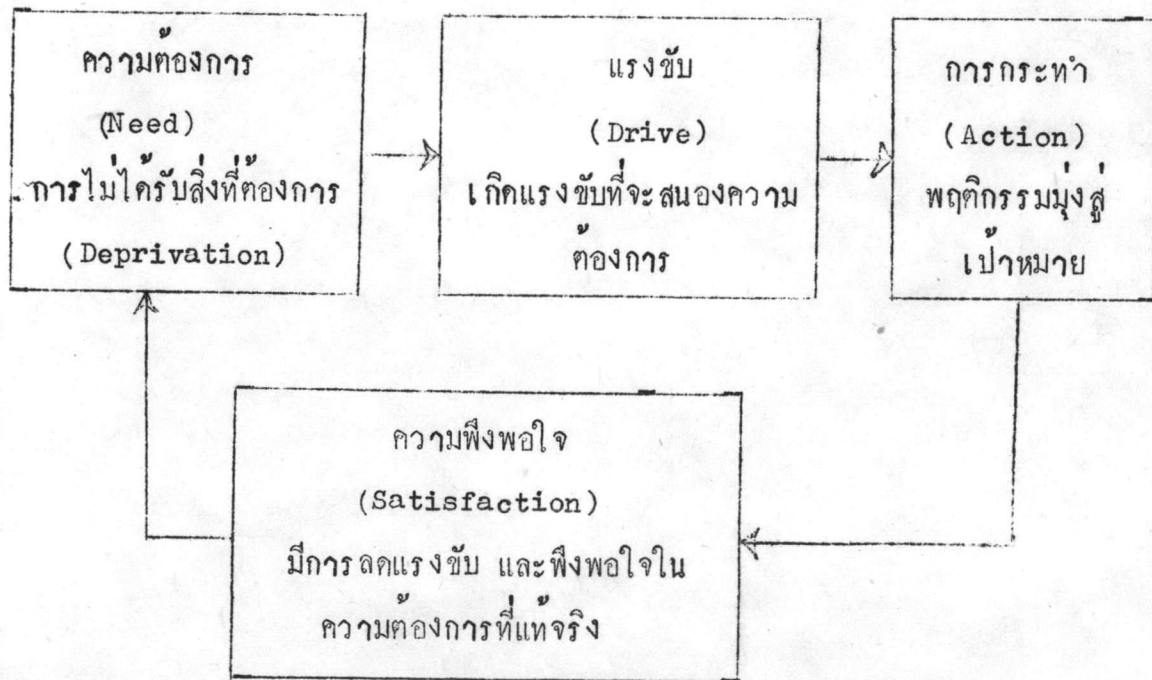 ความต้องการ
(Need)
การไม่ได้รับสิ่งที่ต้องการ
(Deprivation)
แรงขับ
(Drive)
เกิดแรงขับที่จะสนองความ
ต้องการ
การกระทำ
(Action)
พฤติกรรมมุ่งสู่
เป้าหมาย
ความพึงพอใจ
(Satisfaction)
มีการลดแรงขับ และพึงพอใจใน
ความต้องการที่แท้จริง